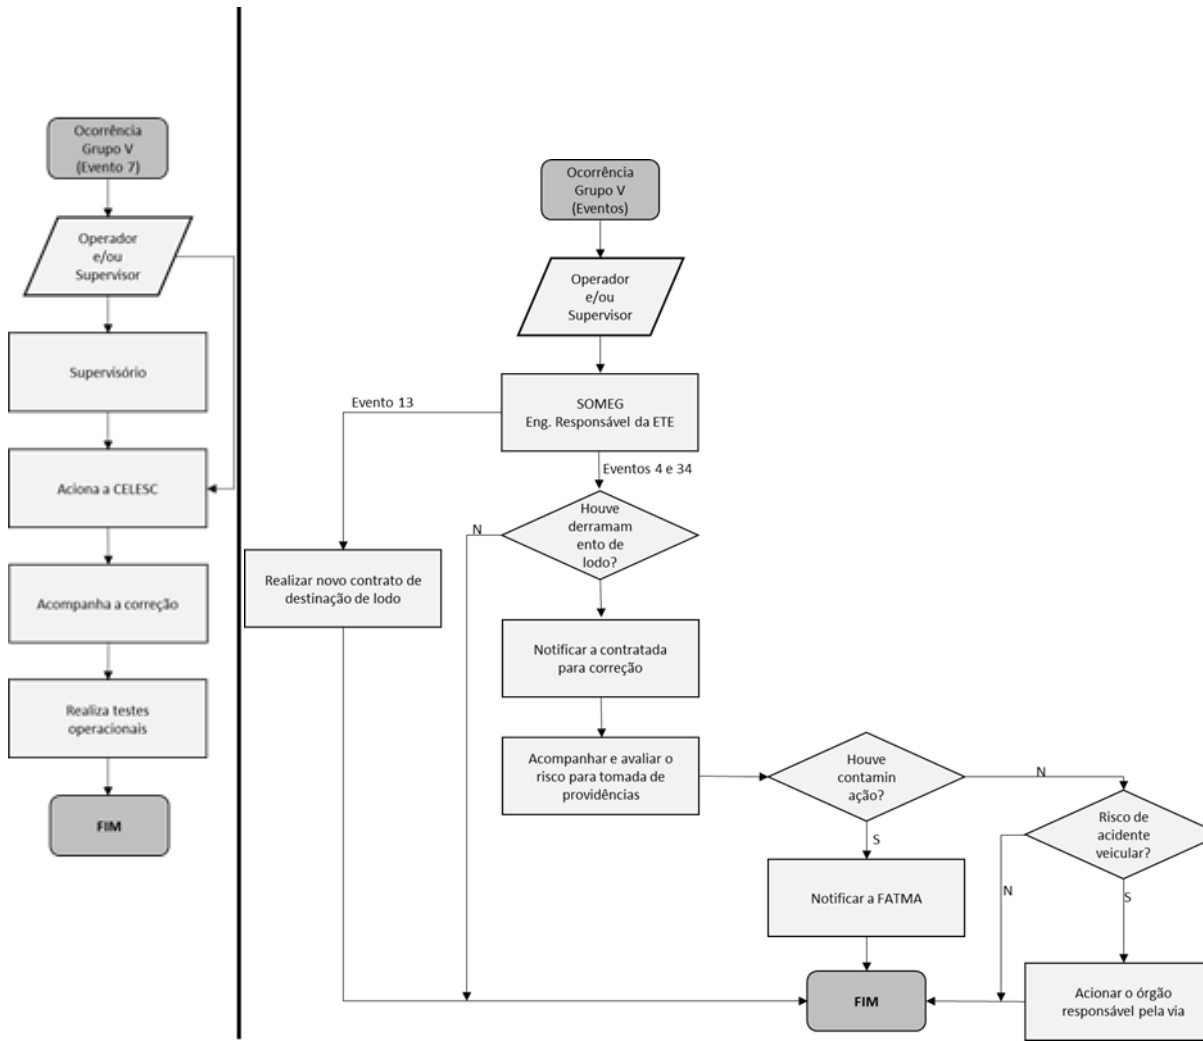 Ocorrência
Grupo V
(Evento 7)
Operador
e/ou
Supervisor
Supervisório
Aciona a CELESC
Acompanha a correção
Realiza testes
operacionais
FIM
Ocorrência
Grupo V
(Eventos)
Operador
e/ou
Supervisor
SOMEG
Eng. Responsável da ETE
Evento 13
Eventos 4 e 34
Houve
derramam
ento de
lodo?
N
Realizar novo contrato de
destinação de lodo
Notificar a contratada
para correção
Acompanhar e avaliar o
risco para tomada de
providências
Houve
contamin
ação?
N
S
Risco de
acidente
veicular?
N
S
Notificar a FATMA
Acionar o órgão
responsável pela via
FIM